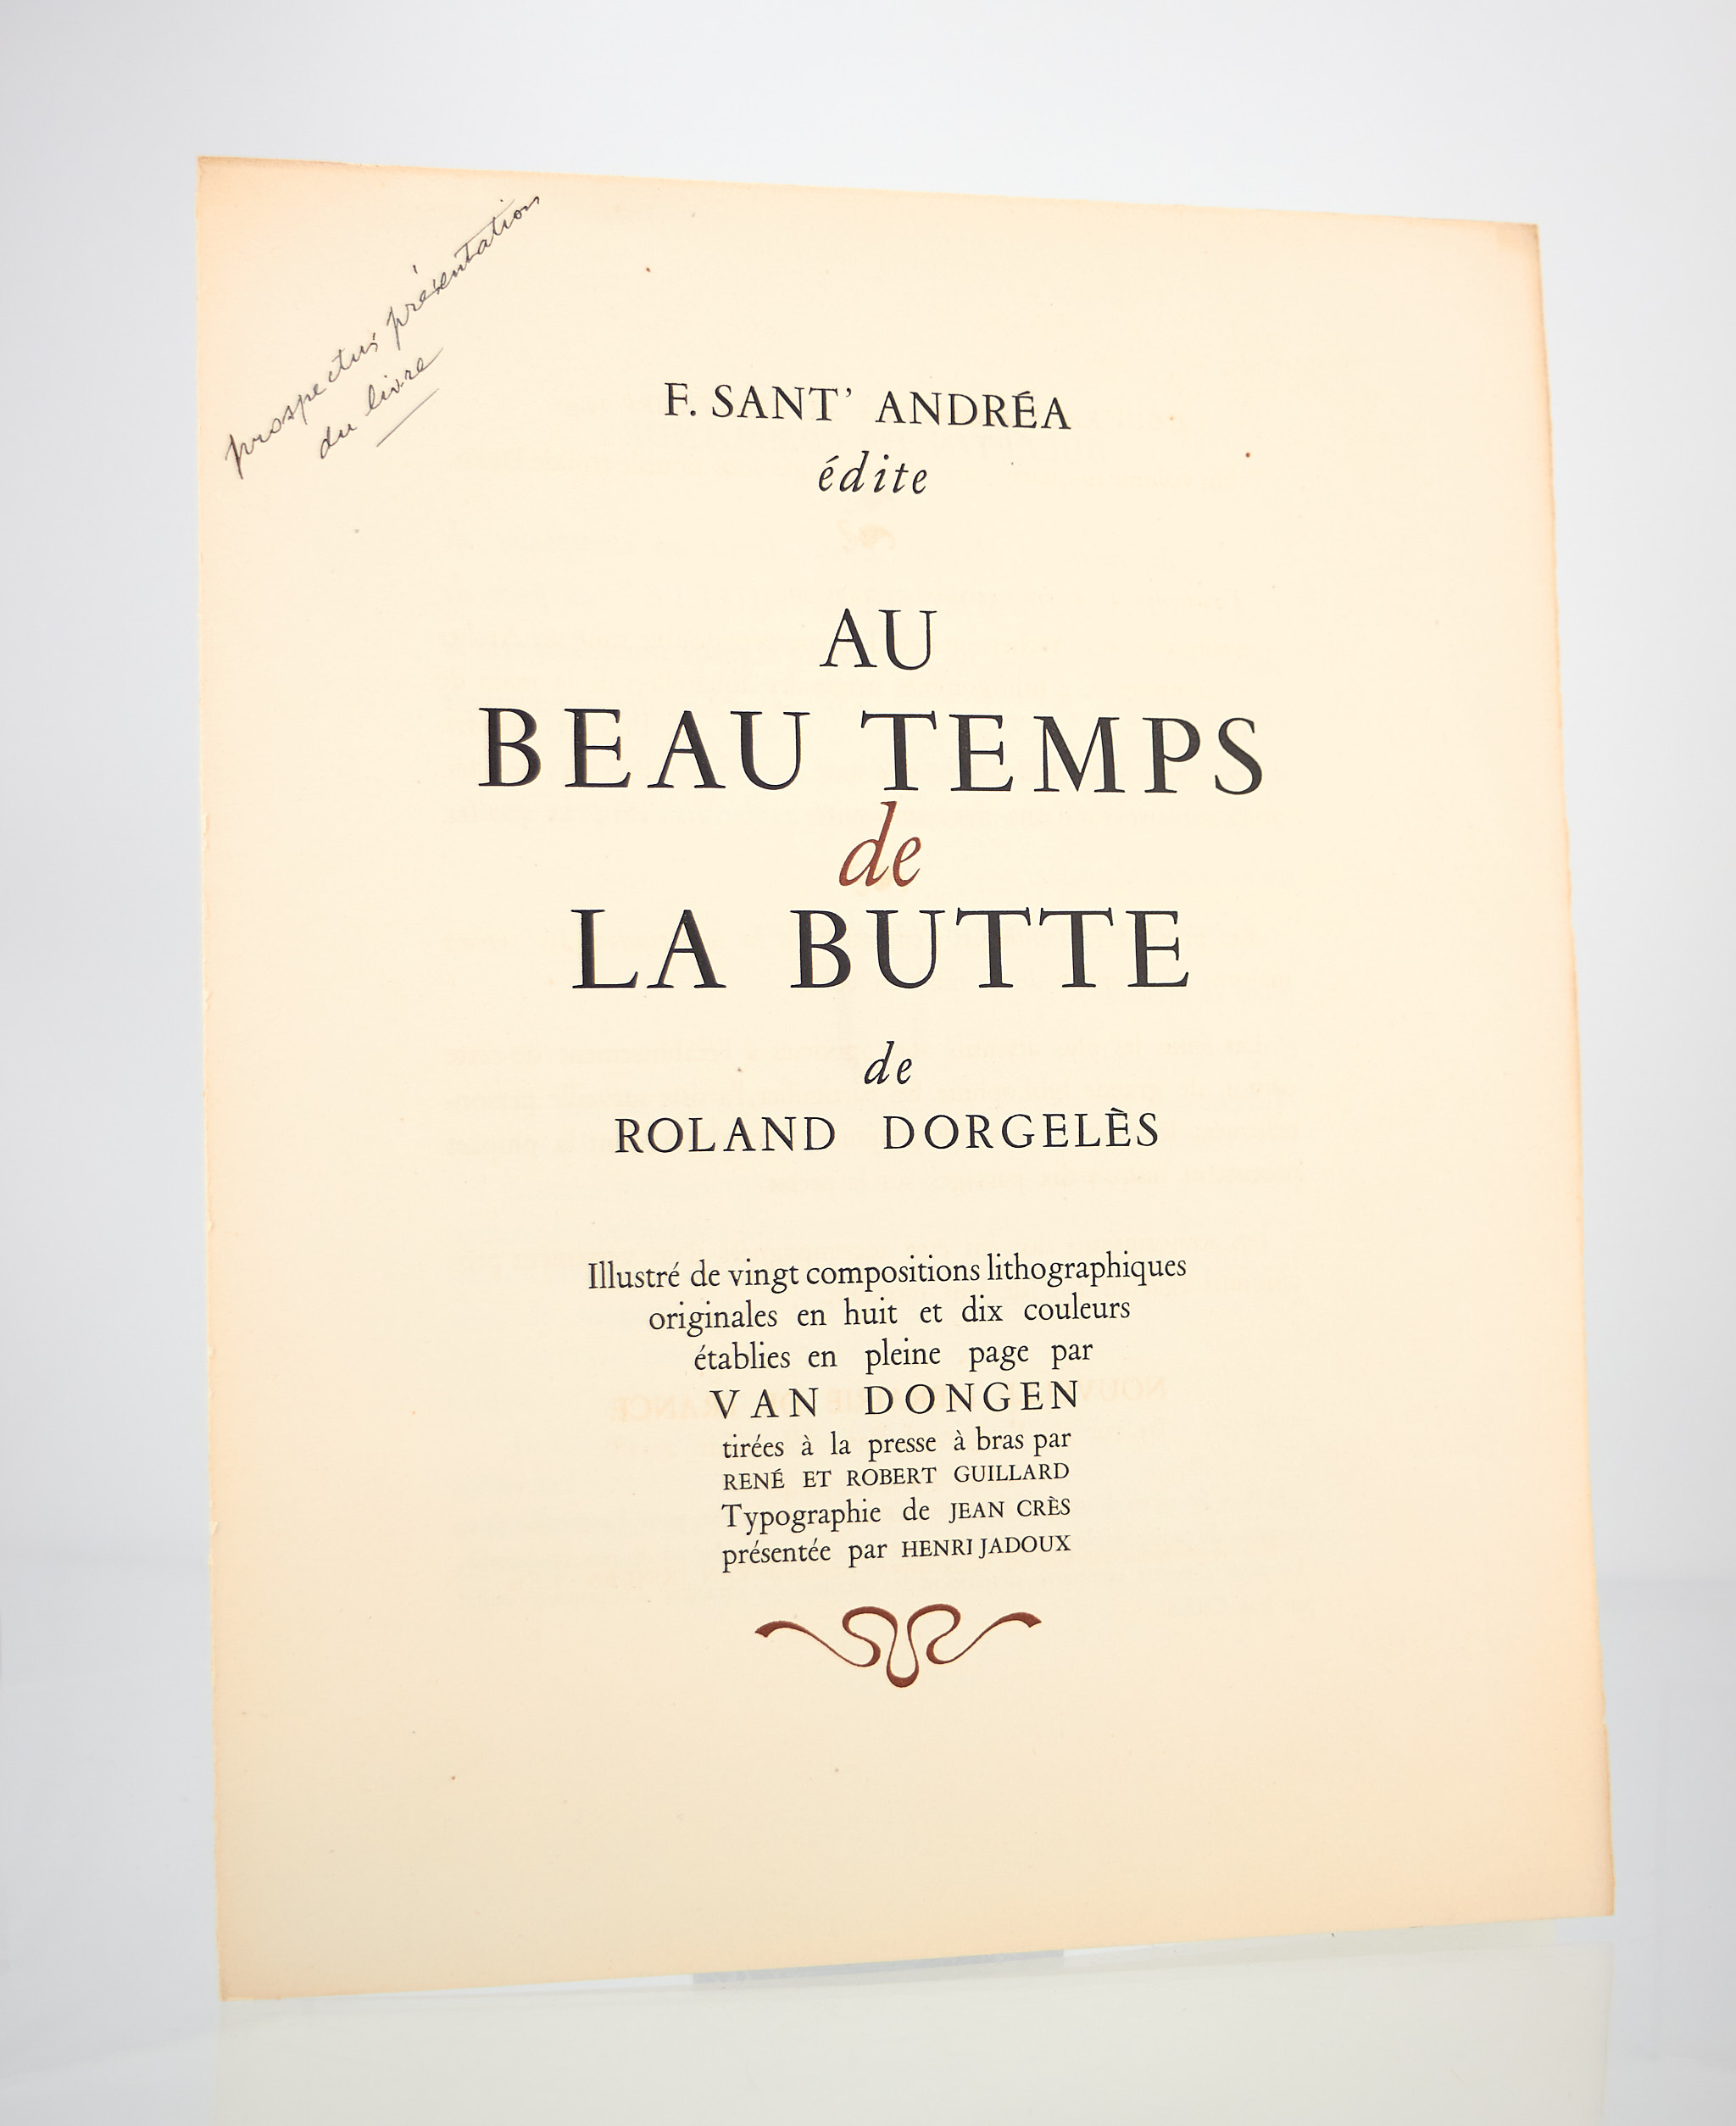 prospectus présentation
du livre
F. SANT' ANDRÉA
édite
AU
BEAU TEMPS
de
LA BUTTE
de
ROLAND DORGELÈS
Illustré de vingt compositions lithographiques
originales en huit et dix couleurs
établies en pleine page par
VAN DONGEN
tirées à la presse à bras par
RENÉ ET ROBERT GUILLARD
Typographie de JEAN CRÈS
présentée par HENRI JADOUX